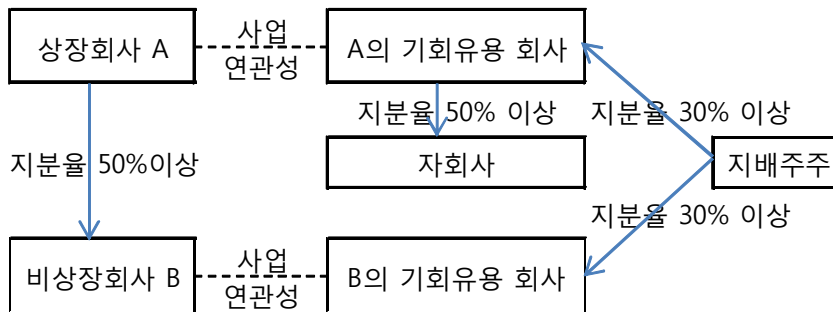 상장회사 A
사업
연관성
A의 기회유용 회사
지분율 50% 이상
지분율 30% 이상
지분율 50%이상
자회사
지배주주
지분율 30% 이상
비상장회사 B
사업
연관성
B의 기회유용 회사